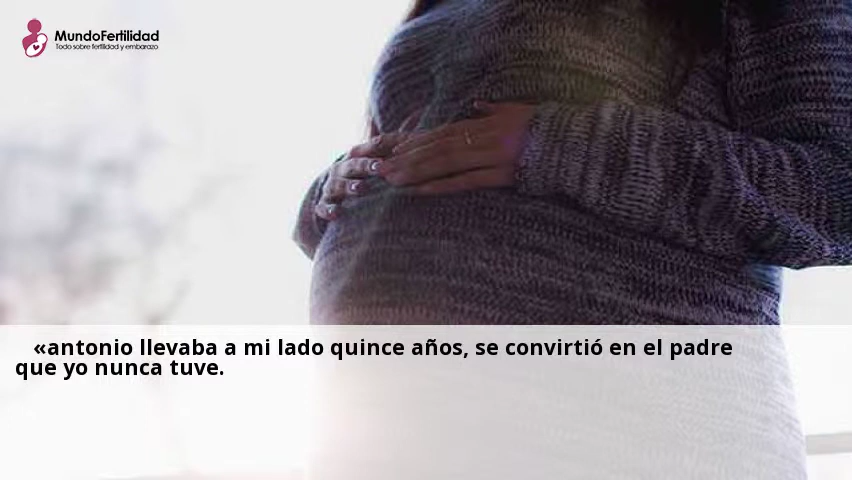 MundoFertilidad
Todo sobre fertilidad y embarazo
«antonio llevaba a mi lado quince años, se convirtió en el padre
que yo nunca tuve.